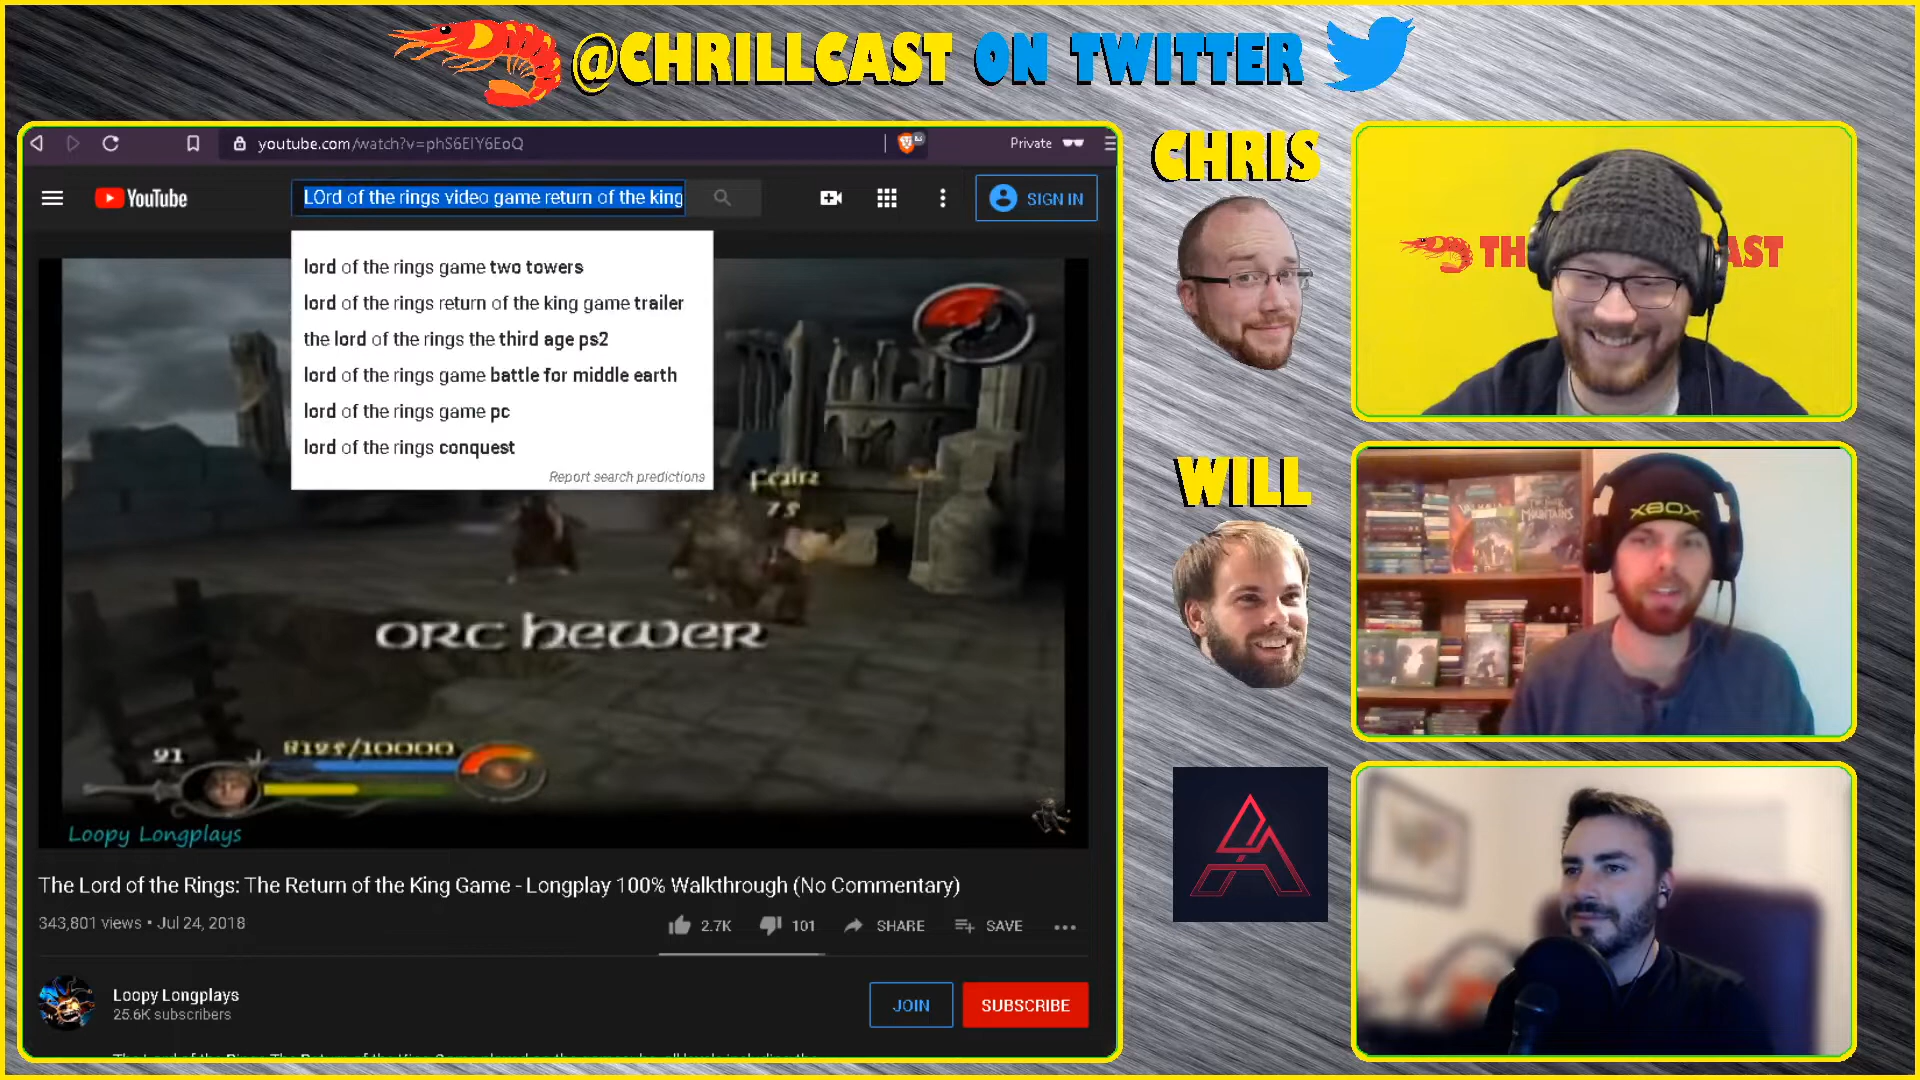 @CHRILLCAST ON TWITTER
youtube.com/watch?v=phS6EIY6EoQ
Private
YouTube
LOrd of the rings video game return of the king
SIGN IN
lord of the rings game two towers
lord of the rings return of the king game trailer
the lord of the rings the third age ps2
lord of the rings game battle for middle earth
lord of the rings game pc
lord of the rings conquest
Report search predictions
Fair
75
ORC HEWER
91
Loopy Longplays
The Lord of the Rings: The Return of the King Game - Longplay 100% Walkthrough (No Commentary)
343,801 views • Jul 24, 2018
2.7K
101
SHARE
SAVE
Loopy Longplays
25.6K subscribers
JOIN
SUBSCRIBE
CHRIS
WILL
XBOX